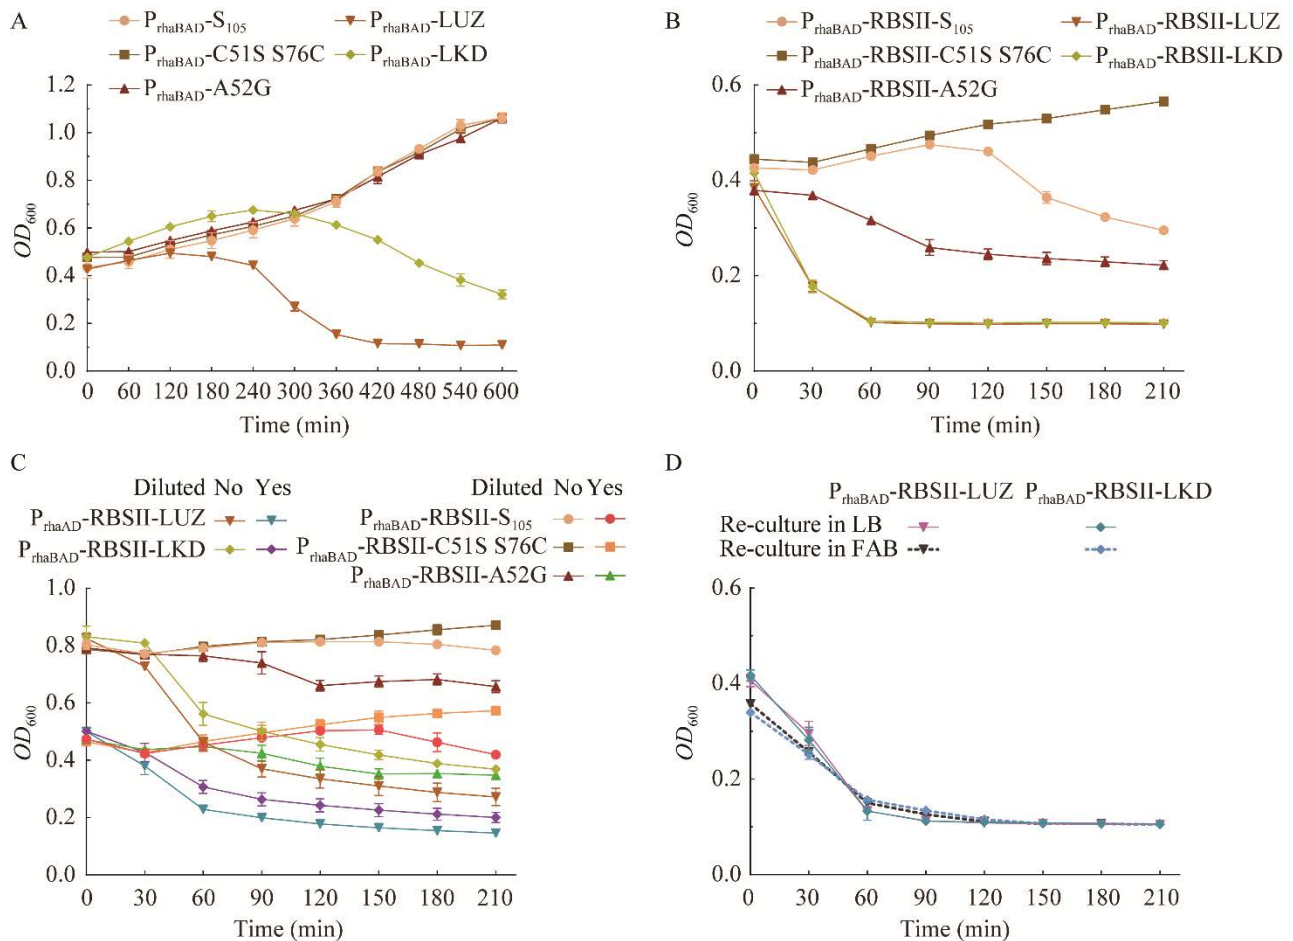 A
PrhaBAD-S105 PrhaBAD-LUZ
PrhaBAD-C51S S76C PrhaBAD-LKD
PrhaBAD-A52G
1.2
1.0
0.8
0.6
0.4
0.2
0.0
OD600
0 60 120 180 240 300 360 420 480 540 600
Time (min)
B
PrhaBAD-RBSII-S105 PrhaBAD-RBSII-LUZ
PrhaBAD-RBSII-C51S S76C PrhaBAD-RBSII-LKD
PrhaBAD-RBSII-A52G
0.6
0.4
0.2
0.0
OD600
0 30 60 90 120 150 180 210
Time (min)
C
Diluted No Yes Diluted No Yes
PrhaAD-RBSII-LUZ PrhaBAD-RBSII-S105
PrhaBAD-RBSII-LKD PrhaBAD-RBSII-C51S S76C
PrhaBAD-RBSII-A52G
1.0
0.8
0.6
0.4
0.2
0.0
OD600
0 30 60 90 120 150 180 210
Time (min)
D
PrhaBAD-RBSII-LUZ PrhaBAD-RBSII-LKD
Re-culture in LB
Re-culture in FAB
0.6
0.4
0.2
0.0
OD600
0 30 60 90 120 150 180 210
Time (min)